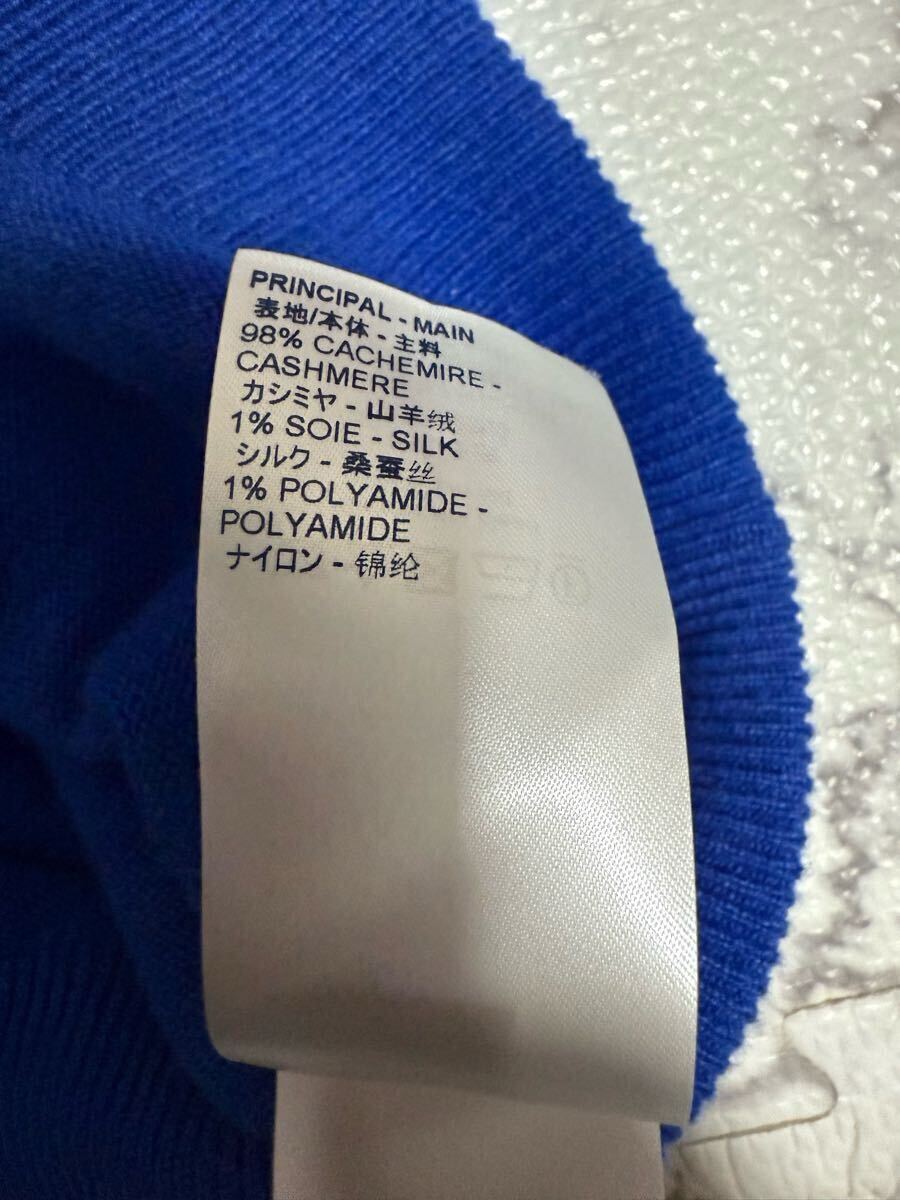 PRINCIPAL - MAIN
表地/本体 - 主料
98% CACHEMIRE -
CASHMERE
カシミヤ - 山羊绒
1% SOIE - SILK
シルク - 桑蚕丝
1% POLYAMIDE -
POLYAMIDE
ナイロン - 锦纶